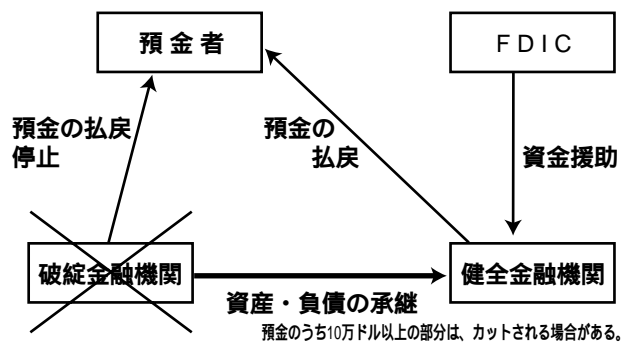 預金者
FDIC
預金の払戻
停止
預金の
払戻
資金援助
破綻金融機関
健全金融機関
資産・負債の承継
預金のうち10万ドル以上の部分は、カットされる場合がある。